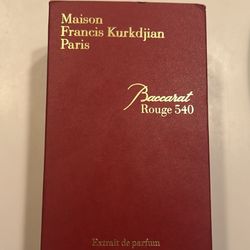 Maison
Francis Kurkdjian
Paris
Baccarat
Rouge 540
Extrait de parfum